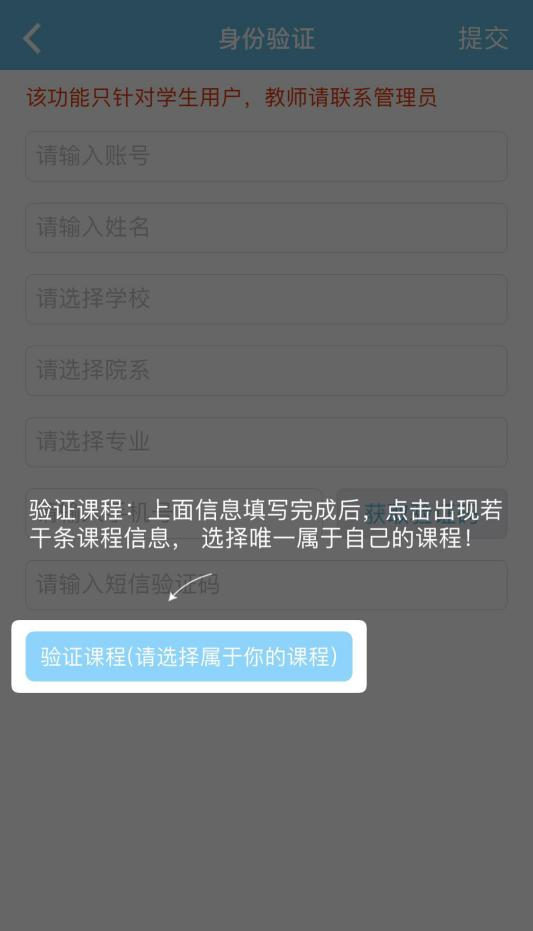 身份验证
提交
该功能只针对学生用户，教师请联系管理员
请输入账号
请输入姓名
请选择学校
请选择院系
请选择专业
验证课程：上面信息填写完成后，点击出现若
干条课程信息， 选择唯一属于自己的课程！
请输入短信验证码
验证课程(请选择属于你的课程)